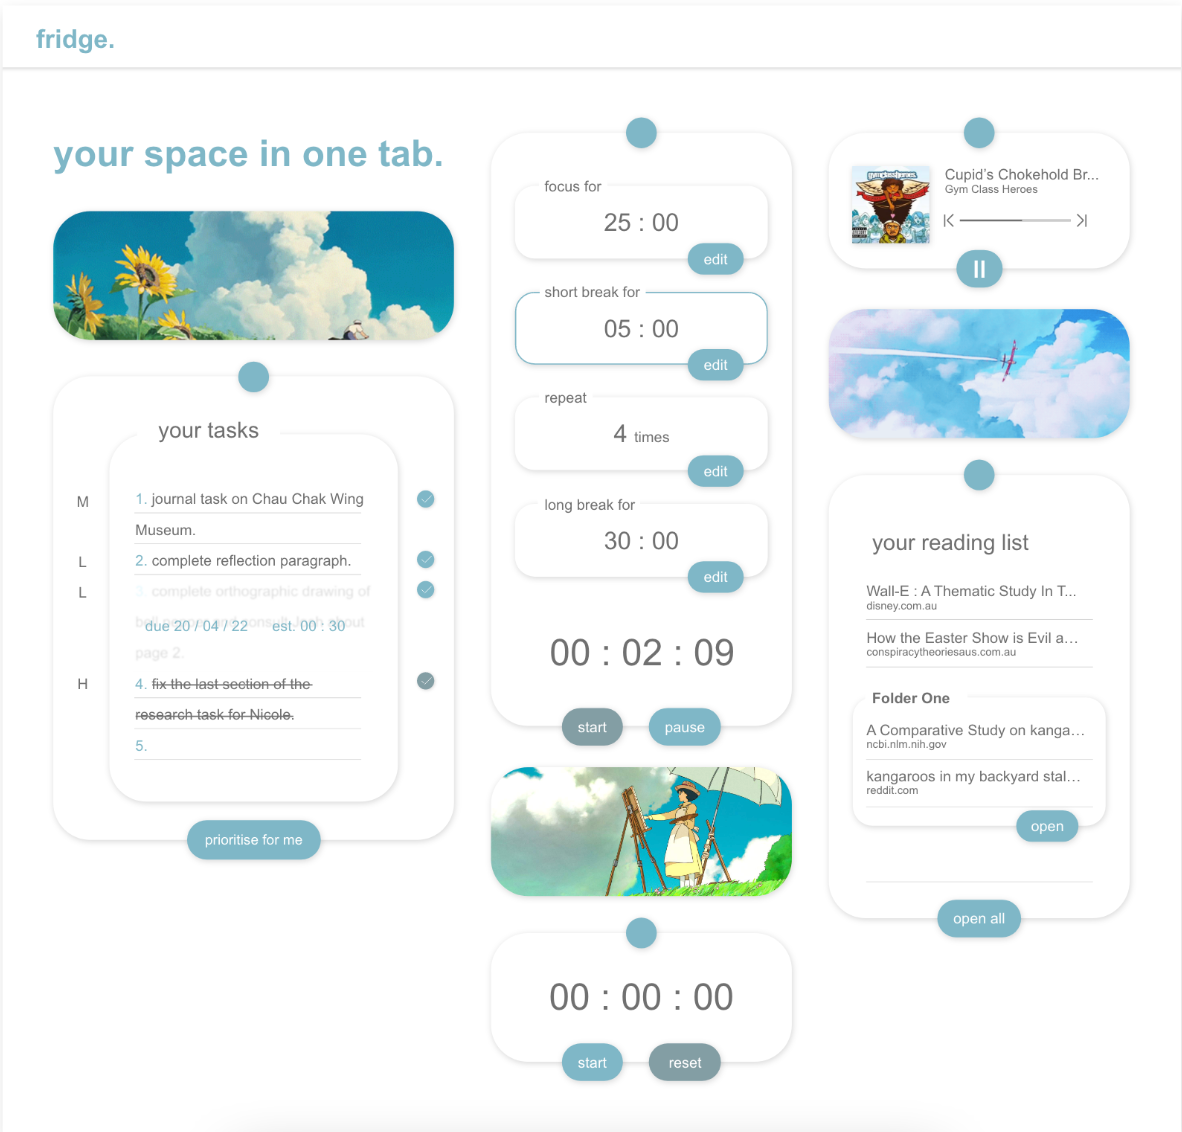 fridge.
your space in one tab.
your tasks
M
1. journal task on Chau Chak Wing
Museum.
L
2. complete reflection paragraph.
L
3. complete orthographic drawing of
due 20 / 04 / 22 est. 00 : 30
page 2.
H
4. fix the last section of the
research task for Nicole.
5.
prioritise for me
focus for
25 : 00
edit
short break for
05 : 00
edit
repeat
4 times
edit
long break for
30 : 00
edit
00 : 02 : 09
start
pause
00 : 00 : 00
start
reset
Cupid's Chokehold Br...
Gym Class Heroes
your reading list
Wall-E : A Thematic Study In T...
disney.com.au
How the Easter Show is Evil a...
conspiracytheoriesaus.com.au
Folder One
A Comparative Study on kanga...
ncbi.nlm.nih.gov
kangaroos in my backyard stal...
reddit.com
open
open all